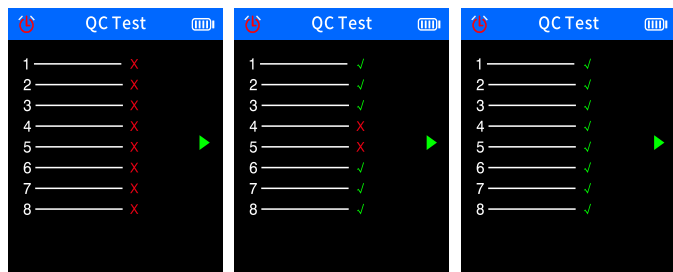 QC Test
1 X
2 X
3 X
4 X
5 X
6 X
7 X
8 X
QC Test
1 √
2 √
3 √
4 X
5 X
6 √
7 √
8 √
QC Test
1 √
2 √
3 √
4 √
5 √
6 √
7 √
8 √